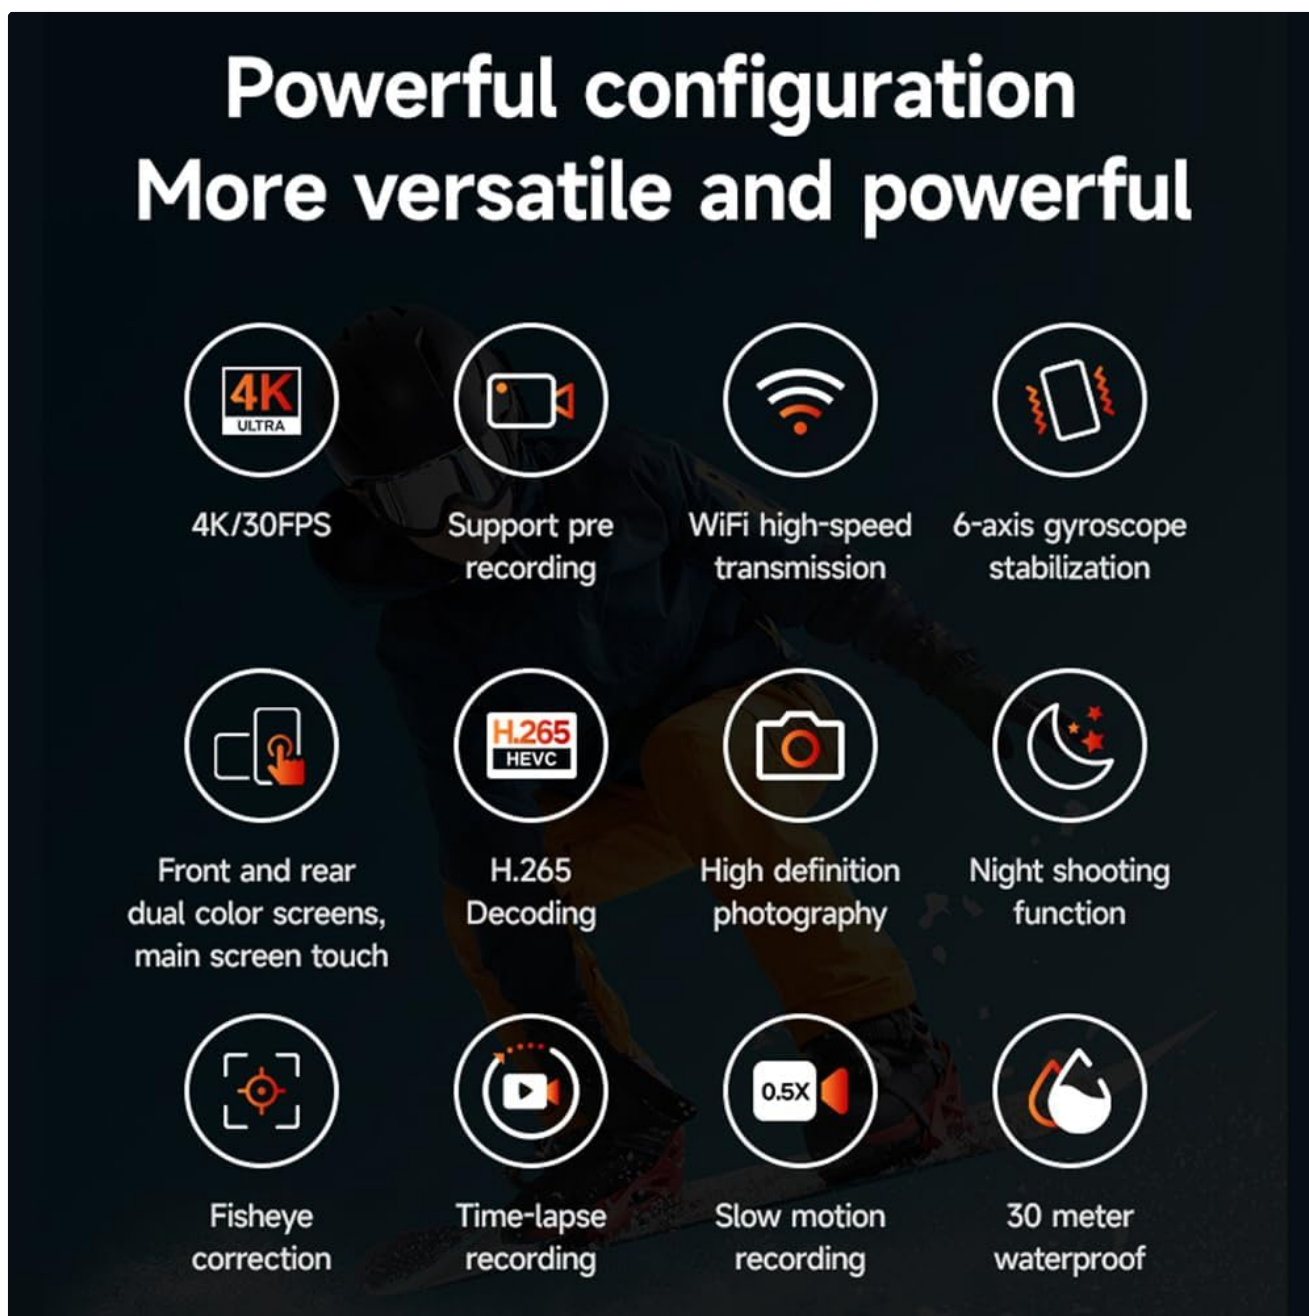 Powerful configuration
More versatile and powerful
4K
ULTRA
4K/30FPS
Support pre
recording
WiFi high-speed
transmission
6-axis gyroscope
stabilization
Front and rear
dual color screens,
main screen touch
H.265
HEVC
H.265
Decoding
High definition
photography
Night shooting
function
Fisheye
correction
Time-lapse
recording
0.5X
Slow motion
recording
30 meter
waterproof